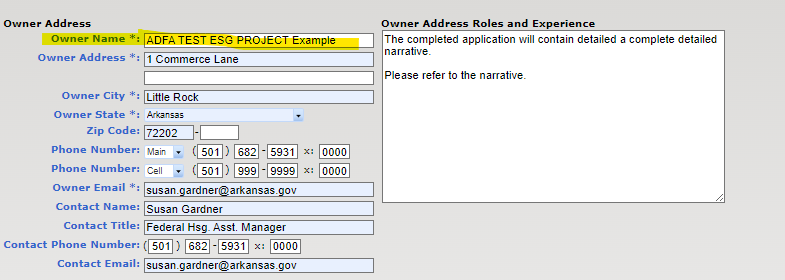 Owner Address
Owner Name *: ADFA TEST ESG PROJECT Example
Owner Address *: 1 Commerce Lane
Owner City *: Little Rock
Owner State *: Arkansas
Zip Code: 72202 -
Phone Number: Main ( 501 ) 682 - 5931 x: 0000
Phone Number: Cell ( 501 ) 999 - 9999 x: 0000
Owner Email *: susan.gardner@arkansas.gov
Contact Name: Susan Gardner
Contact Title: Federal Hsg. Asst. Manager
Contact Phone Number: ( 501 ) 682 - 5931 x: 0000
Contact Email: susan.gardner@arkansas.gov
Owner Address Roles and Experience
The completed application will contain detailed a complete detailed
narrative.
Please refer to the narrative.